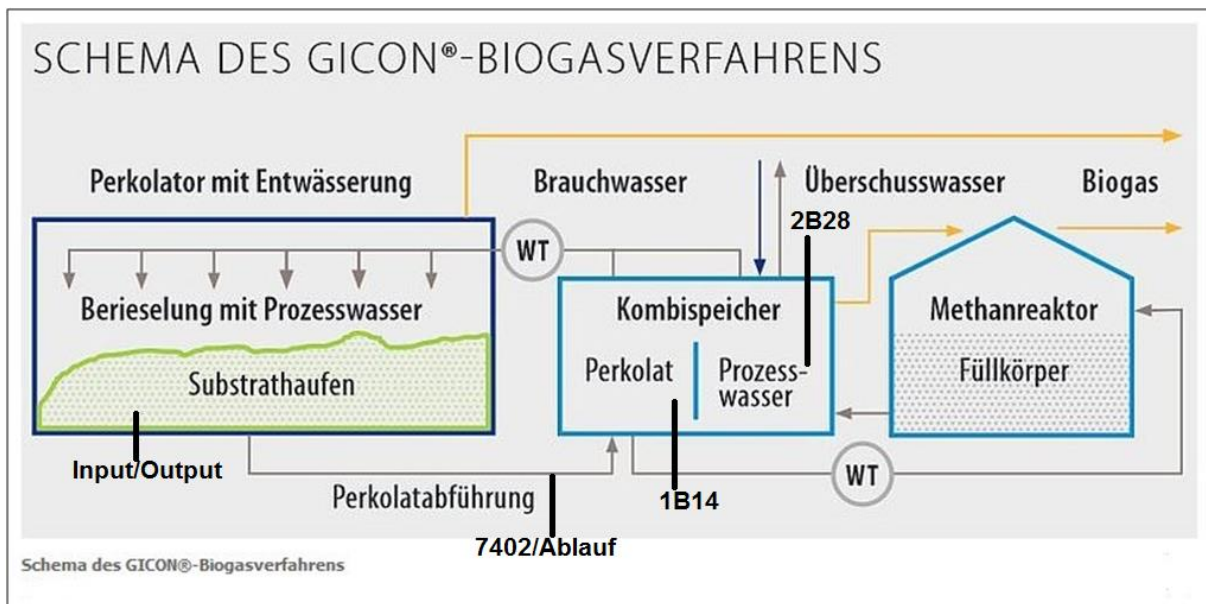 SCHEMA DES GICON®-BIOGASVERFAHRENS
Perkolator mit Entwässerung
Brauchwasser
Überschusswasser
Biogas
2B28
WT
Berieselung mit Prozesswasser
Kombispeicher
Methanreaktor
Substrathaufen
Perkolat
Prozess-
wasser
Füllkörper
Input/Output
Perkolatabführung
1B14
WT
7402/Ablauf
Schema des GICON®-Biogasverfahrens